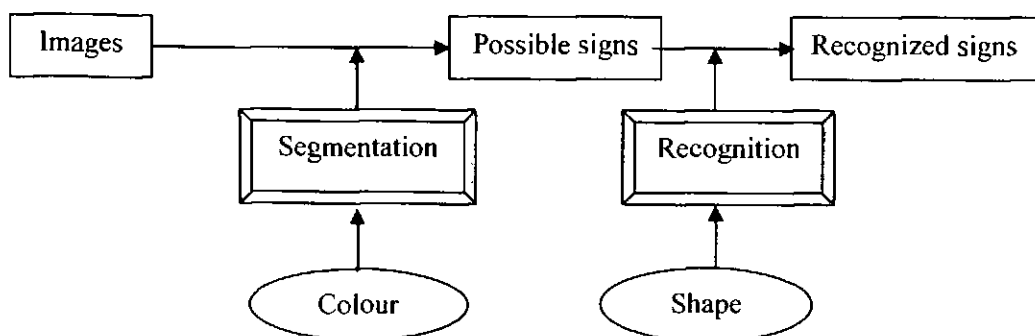 Images
Possible signs
Recognized signs
Segmentation
Recognition
Colour
Shape